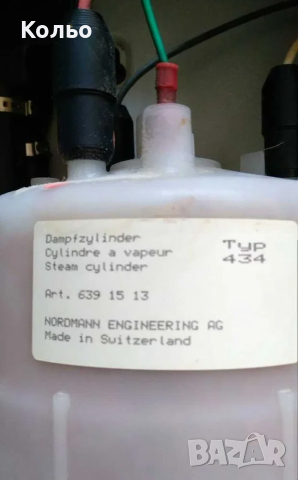 Кольо
Dampfzylinder
Cylindre a vapeur
Steam cylinder
Typ
434
Art. 639 15 13
NORDMANN ENGINEERING AG
Made in Switzerland
BAZAR
bg